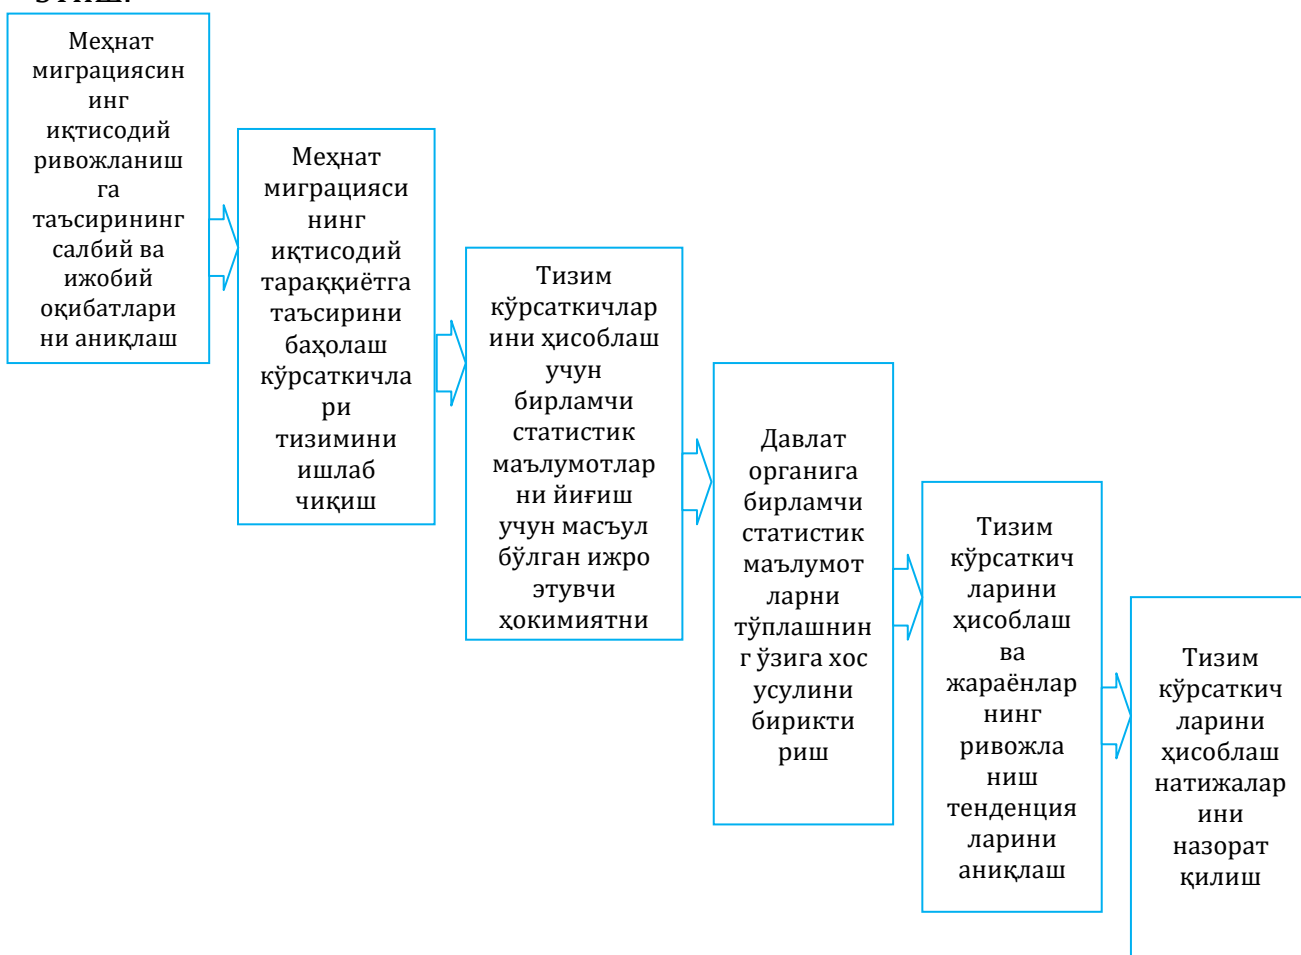 Меҳнат
миграциясин
инг
иқтисодий
ривожланиш
га
таъсирининг
салбий ва
ижобий
оқибатлари
ни аниқлаш
Меҳнат
миграцияси
нинг
иқтисодий
тараққиётга
таъсирини
баҳолаш
кўрсаткичла
ри
тизимини
ишлаб
чиқиш
Тизим
кўрсаткичлар
ини ҳисоблаш
учун
бирламчи
статистик
маълумотлар
ни йиғиш
учун масъул
бўлган ижро
этувчи
ҳокимиятни
Давлат
органига
бирламчи
статистик
маълумот
ларни
тўплашнин
г ўзига хос
усулини
бирикти
риш
Тизим
кўрсаткич
ларини
ҳисоблаш
ва
жараёнлар
нинг
ривожла
ниш
тенденция
ларини
аниқлаш
Тизим
кўрсаткич
ларини
ҳисоблаш
натижалар
ини
назорат
қилиш